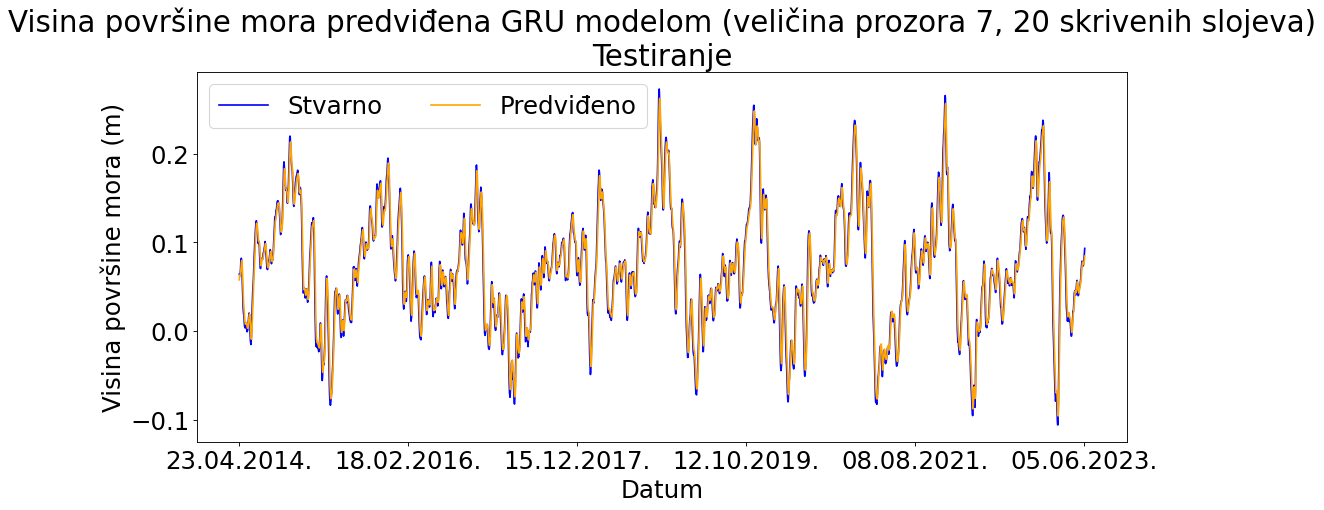 Visina površine mora predviđena GRU modelom (veličina prozora 7, 20 skrivenih slojeva)
Testiranje
Stvarno Predviđeno
Visina površine mora (m)
0.2
0.1
0.0
−0.1
23.04.2014. 18.02.2016. 15.12.2017. 12.10.2019. 08.08.2021. 05.06.2023.
Datum